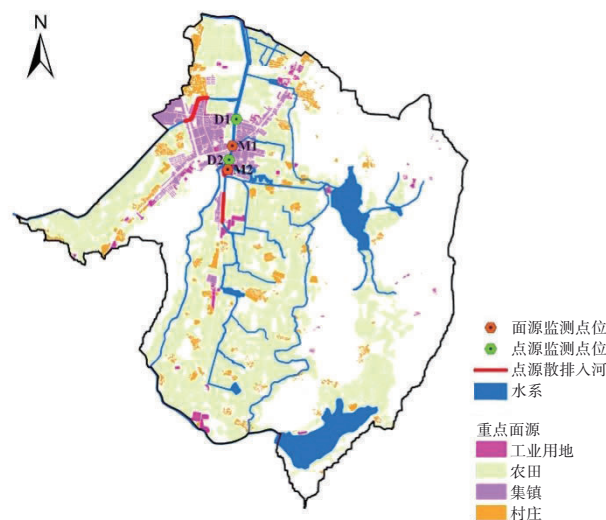 N
D1
M1
D2
M2
面源监测点位
点源监测点位
点源散排入河
水系
重点面源
工业用地
农田
集镇
村庄